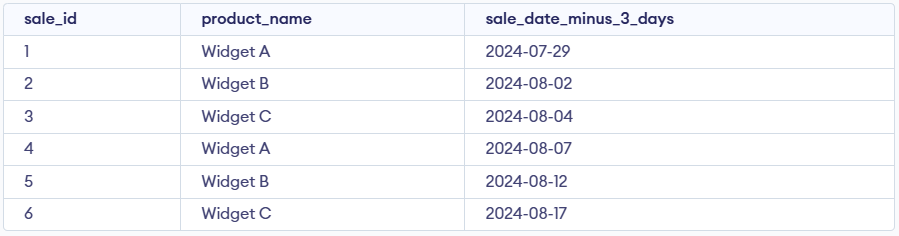 sale_id product_name sale_date_minus_3_days
1 Widget A 2024-07-29
2 Widget B 2024-08-02
3 Widget C 2024-08-04
4 Widget A 2024-08-07
5 Widget B 2024-08-12
6 Widget C 2024-08-17